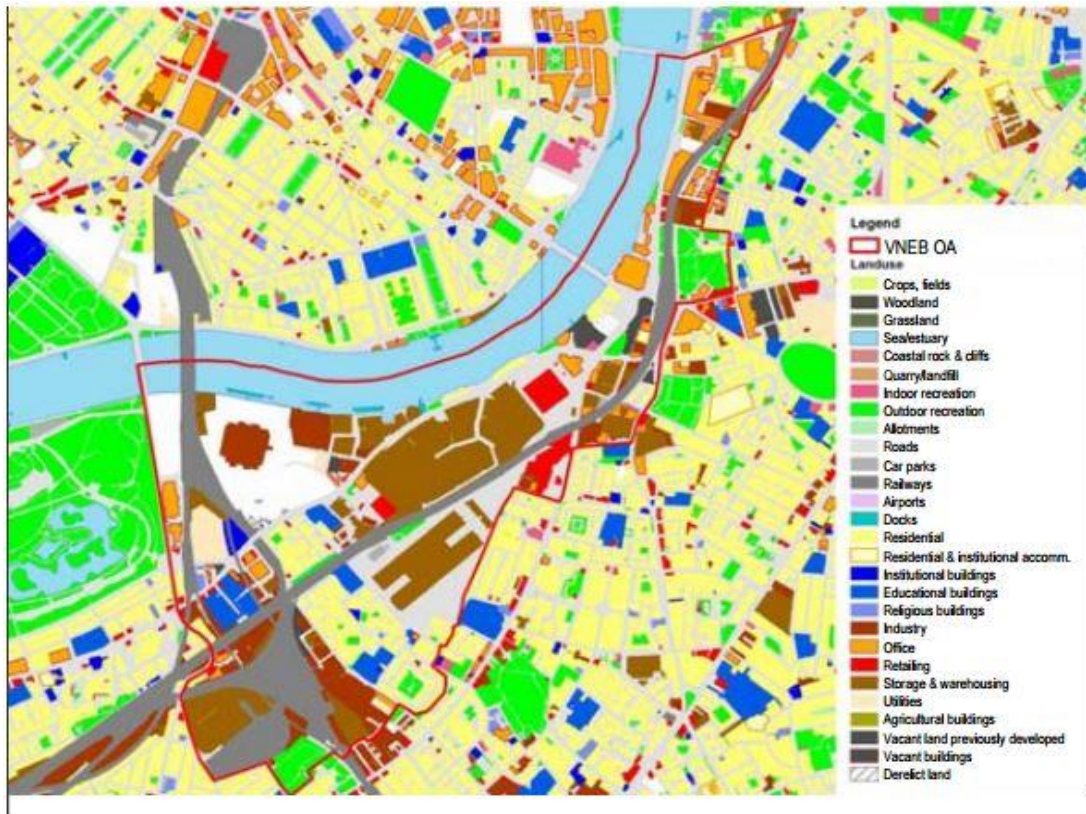 Legend
VNEB OA
Landuse
Crops, fields
Woodland
Grassland
Sea/estuary
Coastal rock & cliffs
Quarry/landfill
Indoor recreation
Outdoor recreation
Allotments
Roads
Car parks
Railways
Airports
Docks
Residential
Residential & institutional accomm.
Institutional buildings
Educational buildings
Religious buildings
Industry
Office
Retailing
Storage & warehousing
Utilities
Agricultural buildings
Vacant land previously developed
Vacant buildings
Derelict land